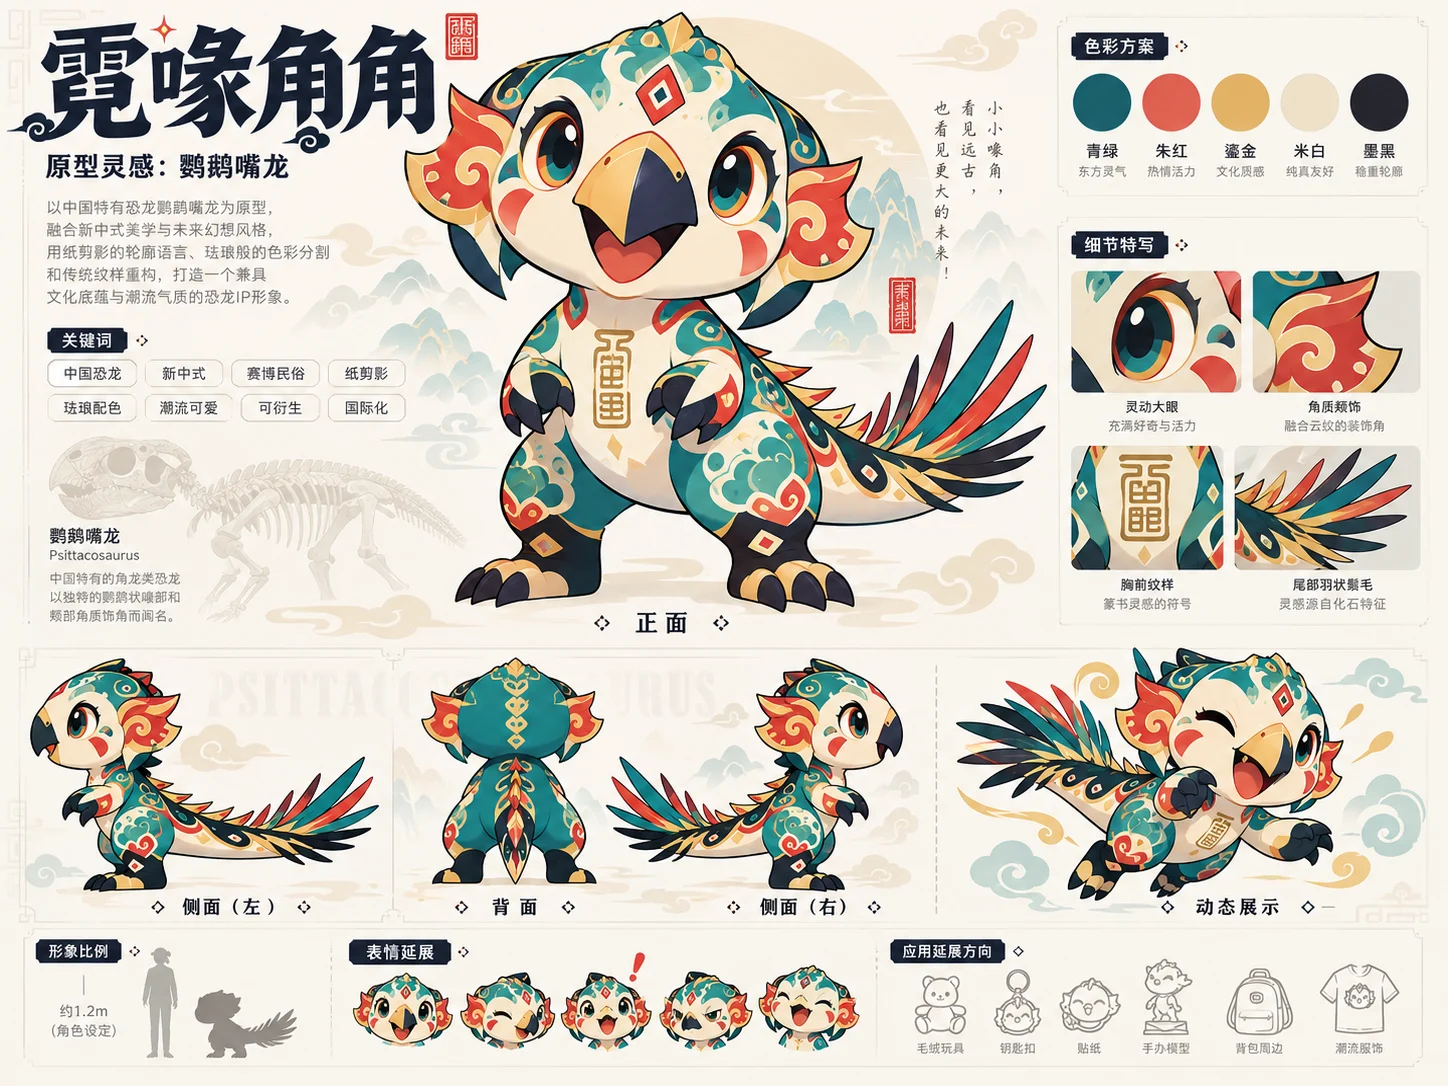 霓喙角角
原型灵感：鹦鹉嘴龙
以中国特有恐龙鹦鹉嘴龙为原型，
融合新中式美学与未来幻想风格，
用纸剪影的轮廓语言、珐琅般的色彩分割
和传统纹样重构，打造一个兼具
文化底蕴与潮流气质的恐龙IP形象。
关键词
中国恐龙
新中式
赛博民俗
纸剪影
珐琅配色
潮流可爱
可衍生
国际化
鹦鹉嘴龙
Psittacosaurus
中国特有的角龙类恐龙
以独特的鹦鹉状喙部和
颊部角质饰角而闻名。
小小喙角，
看见远古，
也看见更大的未来！
正面
色彩方案
青绿
东方灵气
朱红
热情活力
鎏金
文化质感
米白
纯真友好
墨黑
稳重轮廓
细节特写
灵动大眼
充满好奇与活力
角质颊饰
融合云纹的装饰角
胸前纹样
篆书灵感的符号
尾部羽状鬃毛
灵感源自化石特征
侧面（左）
背面
侧面（右）
动态展示
形象比例
约1.2m
(角色设定)
表情延展
应用延展方向
毛绒玩具
钥匙扣
贴纸
手办模型
背包周边
潮流服饰